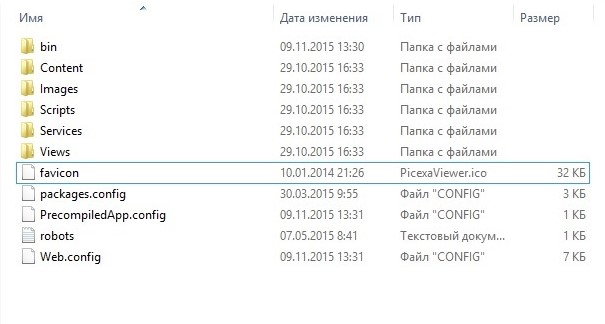 Имя Дата изменения Тип Размер
bin 09.11.2015 13:30 Папка с файлами
Content 29.10.2015 16:33 Папка с файлами
Images 29.10.2015 16:33 Папка с файлами
Scripts 29.10.2015 16:33 Папка с файлами
Services 29.10.2015 16:33 Папка с файлами
Views 29.10.2015 16:33 Папка с файлами
favicon 10.01.2014 21:26 PicexaViewer.ico 32 КБ
packages.config 30.03.2015 9:55 Файл "CONFIG" 3 КБ
PrecompiledApp.config 09.11.2015 13:31 Файл "CONFIG" 1 КБ
robots 07.05.2015 8:41 Текстовый докум... 1 КБ
Web.config 09.11.2015 13:31 Файл "CONFIG" 7 КБ